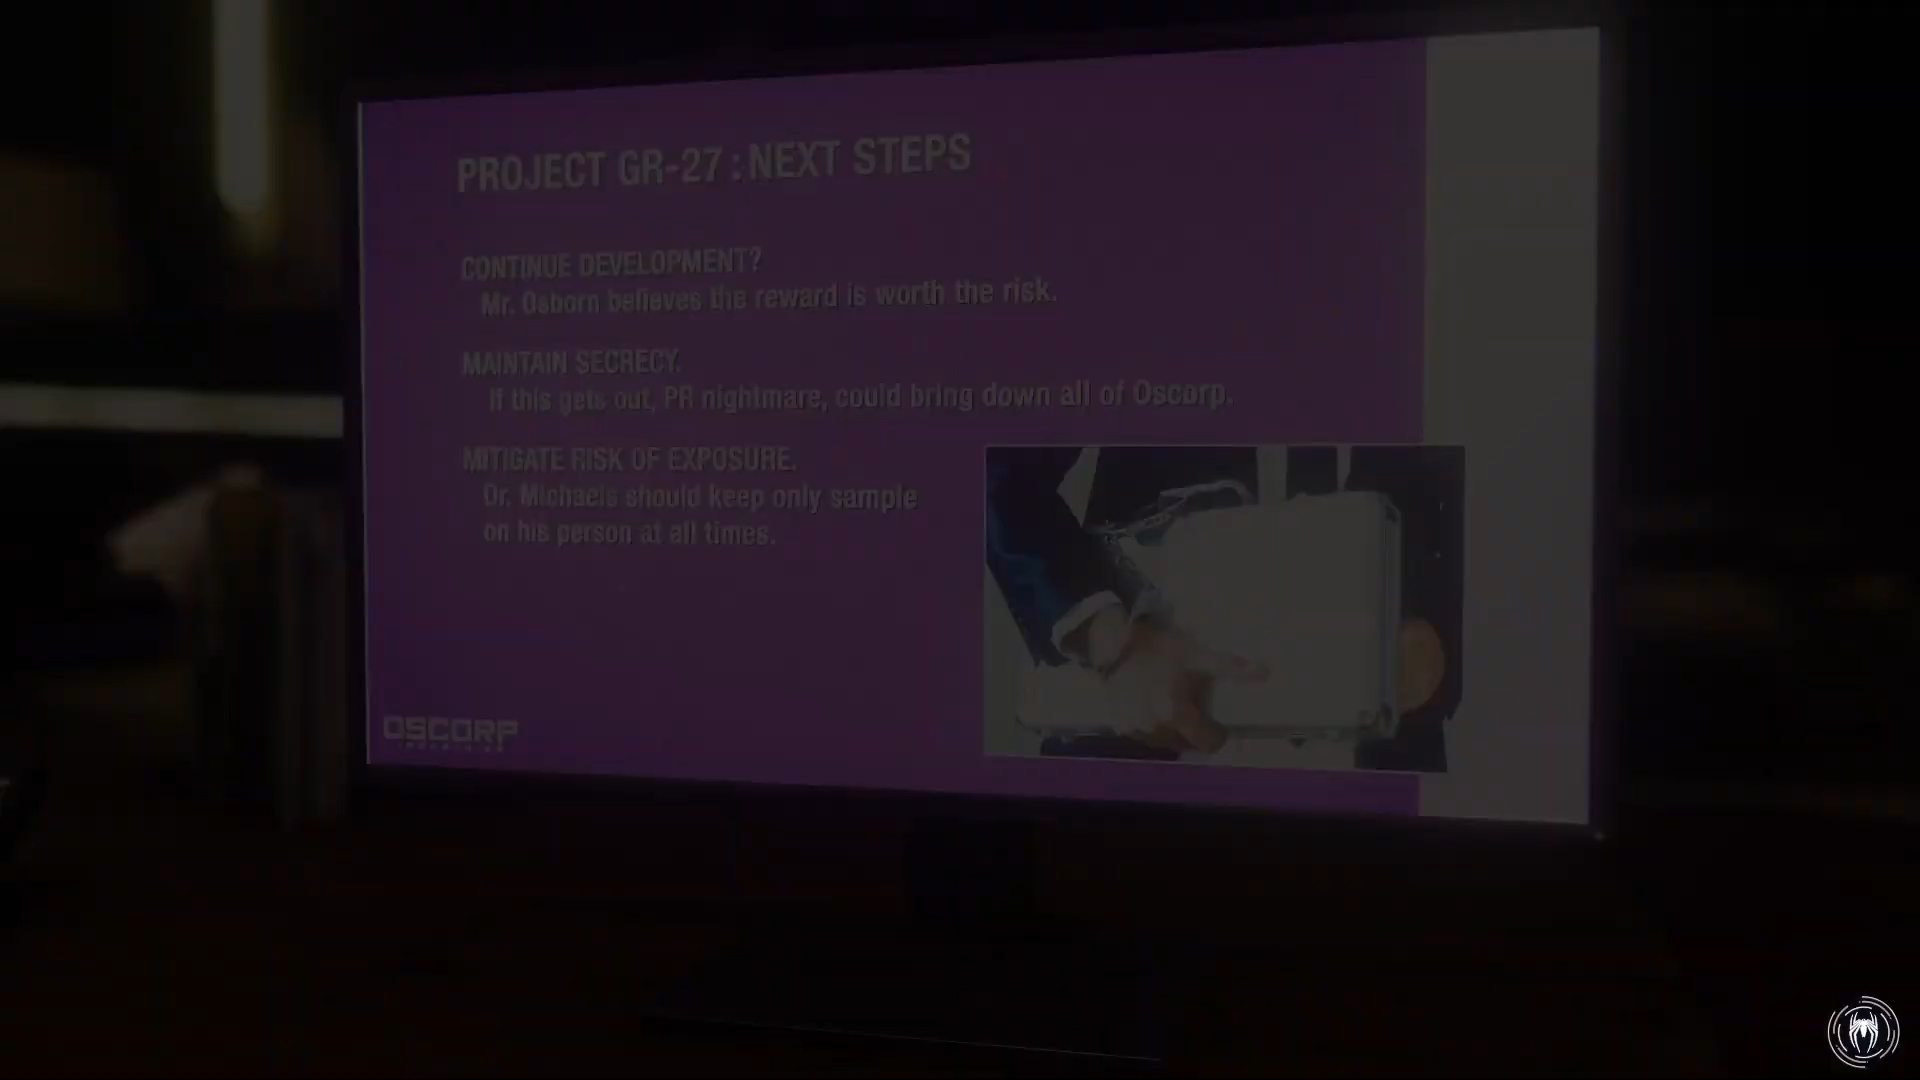 PROJECT GR-27 : NEXT STEPS
CONTINUE DEVELOPMENT?
Mr. Osborn believes the reward is worth the risk.
MAINTAIN SECRECY.
If this gets out, PR nightmare, could bring down all of Oscorp.
MITIGATE RISK OF EXPOSURE.
Dr. Michaels should keep only sample
on his person at all times.
OSCORP
INDUSTRIES